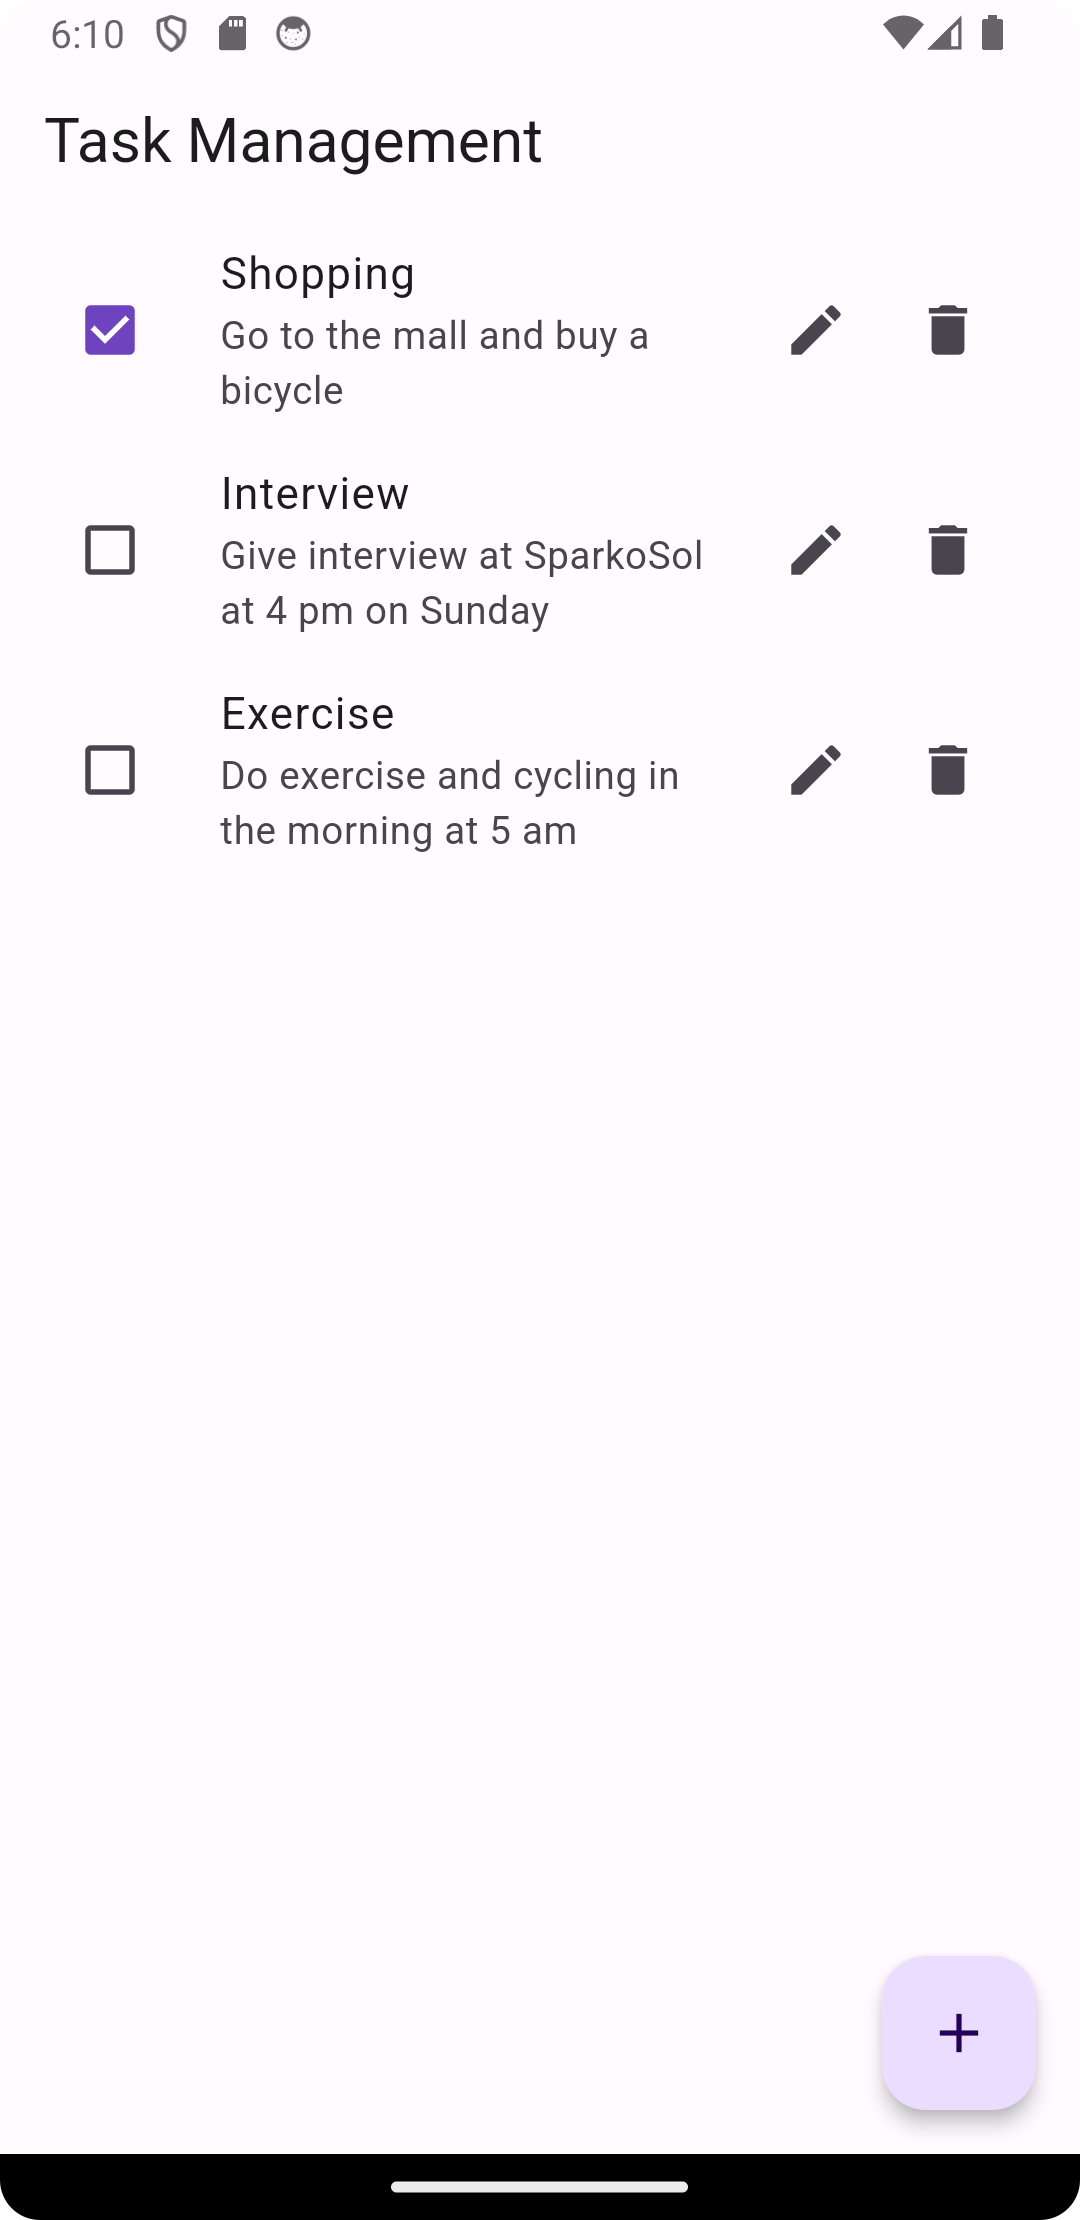 6:10
Task Management
Shopping
Go to the mall and buy a
bicycle
Interview
Give interview at SparkoSol
at 4 pm on Sunday
Exercise
Do exercise and cycling in
the morning at 5 am